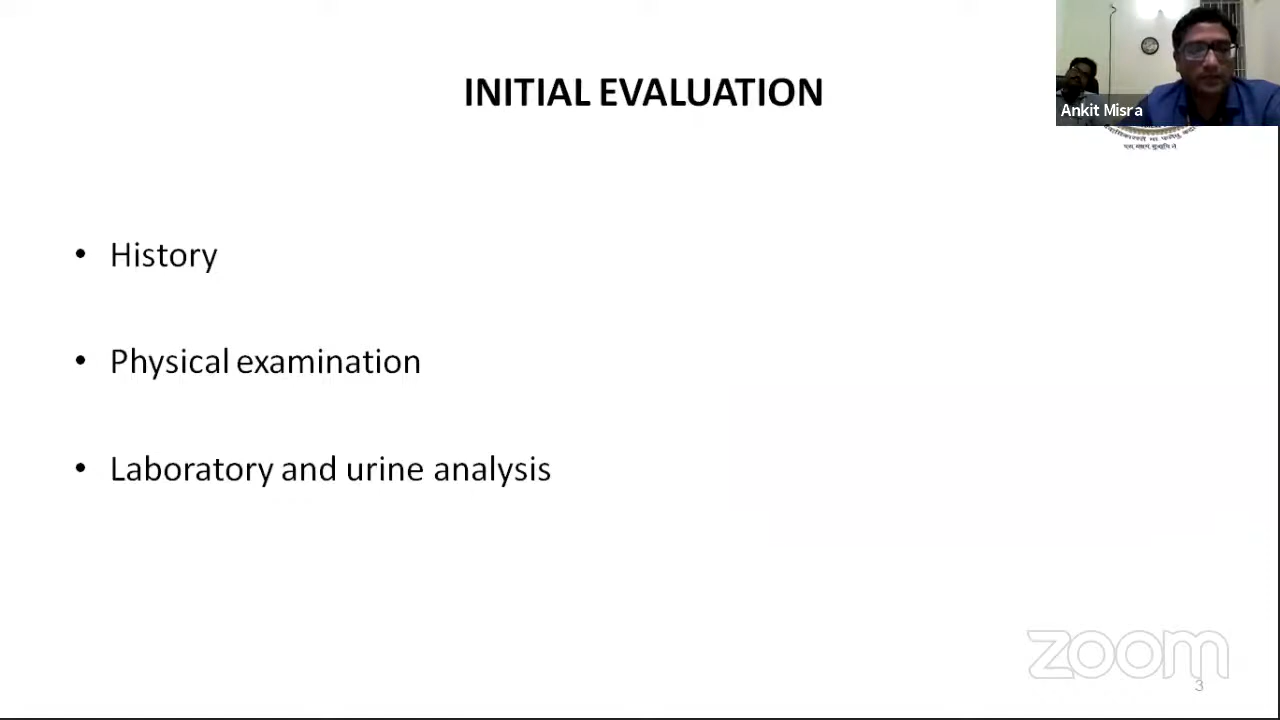 INITIAL EVALUATION
Ankit Misra
• History
• Physical examination
• Laboratory and urine analysis
zoom
3